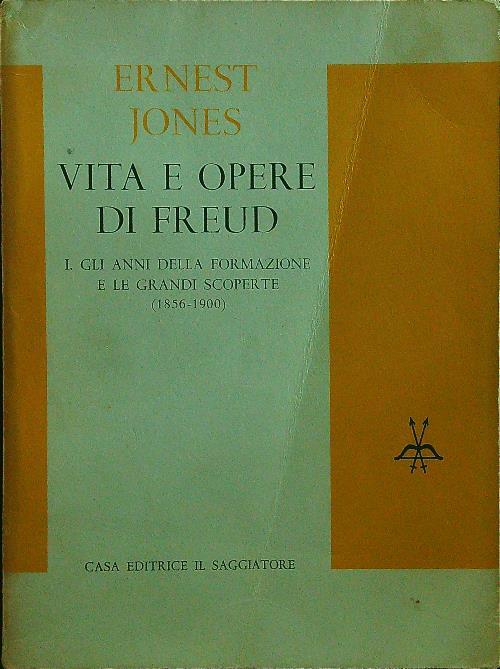 ERNEST
JONES
VITA E OPERE
DI FREUD
I. GLI ANNI DELLA FORMAZIONE
E LE GRANDI SCOPERTE
(1856-1900)
CASA EDITRICE IL SAGGIATORE